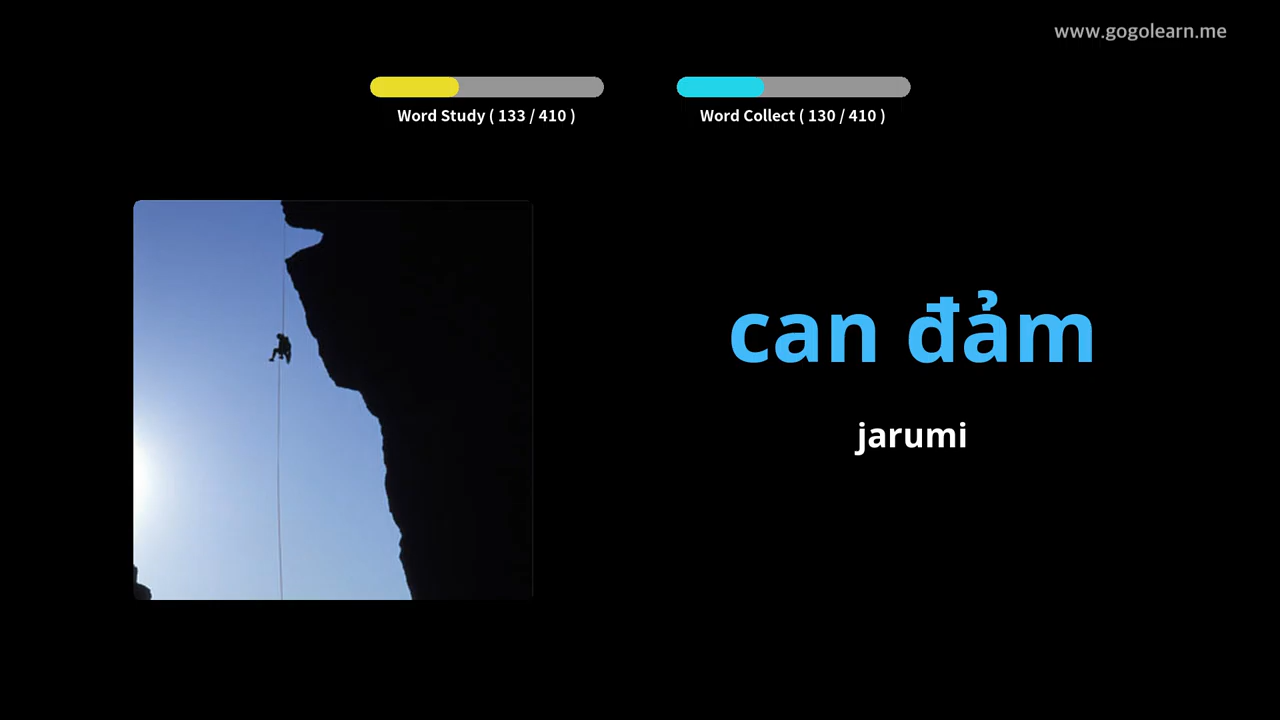 www.gogolearn.me
Word Study ( 133 / 410 )
Word Collect ( 130 / 410 )
can đảm
jarumi